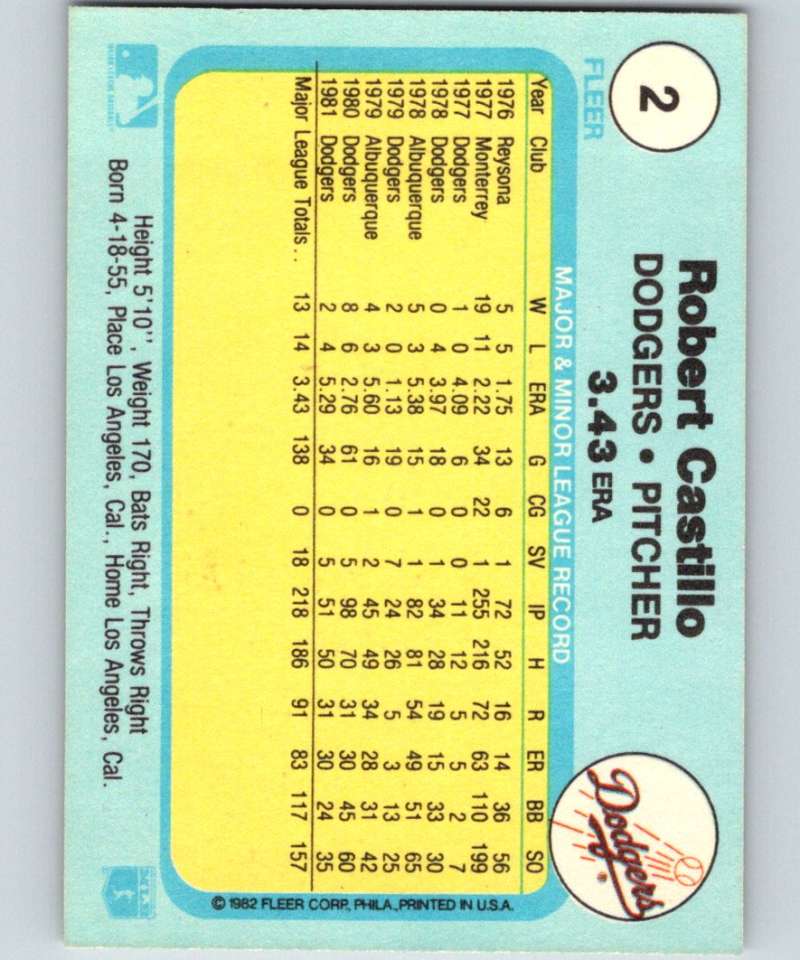 2
FLEER
Robert Castillo
DODGERS • PITCHER
3.43 ERA
Dodgers
MAJOR & MINOR LEAGUE RECORD
Year Club W L ERA G CG SV IP H R ER BB SO
1976 Reysona 5 5 1.75 13 6 1 72 52 16 14 36 56
1977 Monterrey 19 11 2.22 34 22 1 255 216 72 63 110 199
1977 Dodgers 1 0 4.09 6 0 0 11 12 5 5 2 7
1978 Dodgers 0 4 3.97 18 0 1 34 28 19 15 33 30
1978 Albuquerque 5 3 5.38 15 1 1 82 81 54 49 51 65
1979 Dodgers 2 0 1.13 19 0 7 24 26 5 3 13 25
1979 Albuquerque 4 3 5.60 16 1 2 45 49 34 28 31 42
1980 Dodgers 8 6 2.76 61 0 5 98 70 31 30 45 60
1981 Dodgers 2 4 5.29 34 0 5 51 50 31 30 24 35
Major League Totals . . 13 14 3.43 138 0 18 218 186 91 83 117 157
© 1982 FLEER CORP., PHILA., PRINTED IN U.S.A.
Height 5'10'', Weight 170, Bats Right, Throws Right
Born 4-18-55, Place Los Angeles, Cal., Home Los Angeles, Cal.